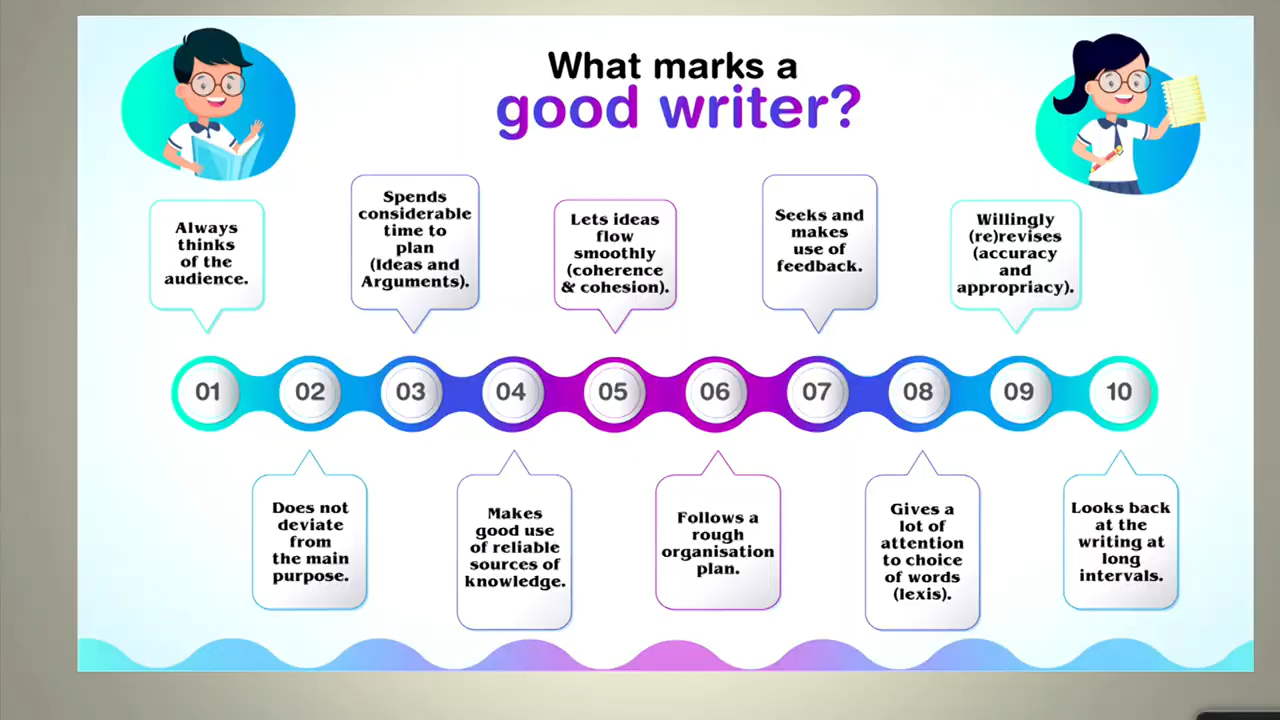 What marks a
good writer?
Always
thinks
of the
audience.
Spends
considerable
time to
plan
(Ideas and
Arguments).
Lets ideas
flow
smoothly
(coherence
& cohesion).
Seeks and
makes
use of
feedback.
Willingly
(re)revises
(accuracy
and
appropriacy).
01
02
03
04
05
06
07
08
09
10
Does not
deviate
from
the main
purpose.
Makes
good use
of reliable
sources of
knowledge.
Follows a
rough
organisation
plan.
Gives a
lot of
attention
to choice
of words
(lexis).
Looks back
at the
writing at
long
intervals.